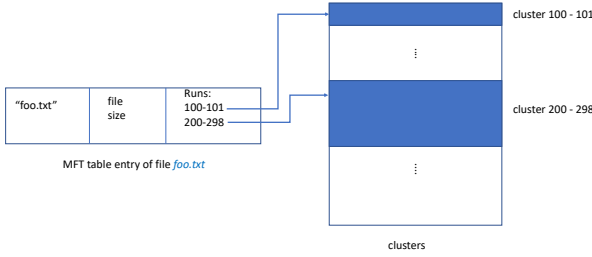 cluster 100 - 101
⋮
"foo.txt"
file
size
Runs:
100-101
200-298
cluster 200 - 298
⋮
MFT table entry of file foo.txt
clusters